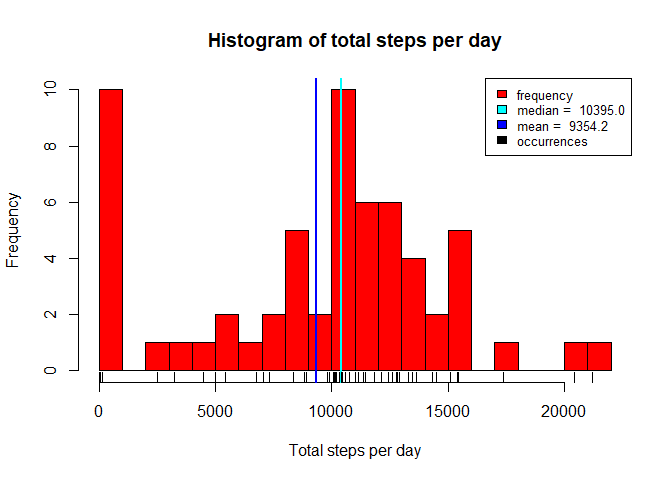 Histogram of total steps per day
frequency
median =  10395.0
mean =  9354.2
occurrences
Frequency
10
8
6
4
2
0
0 5000 10000 15000 20000
Total steps per day